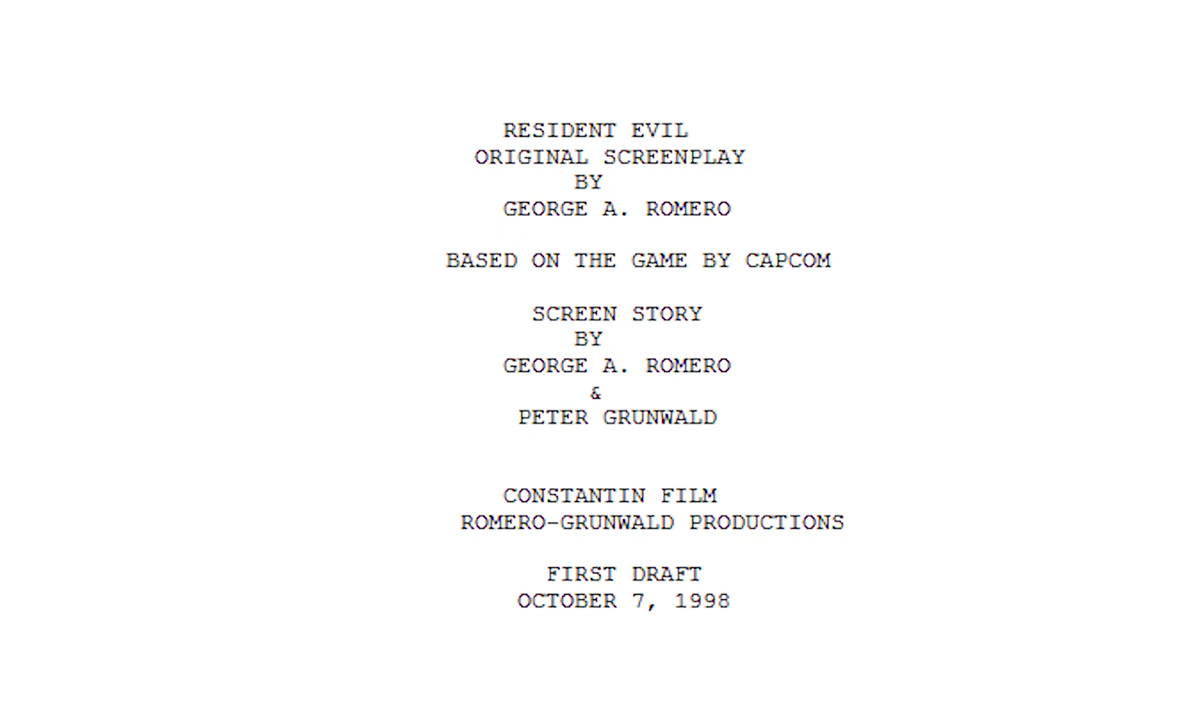 RESIDENT EVIL
ORIGINAL SCREENPLAY
BY
GEORGE A. ROMERO
BASED ON THE GAME BY CAPCOM
SCREEN STORY
BY
GEORGE A. ROMERO
&
PETER GRUNWALD
CONSTANTIN FILM
ROMERO-GRUNWALD PRODUCTIONS
FIRST DRAFT
OCTOBER 7, 1998